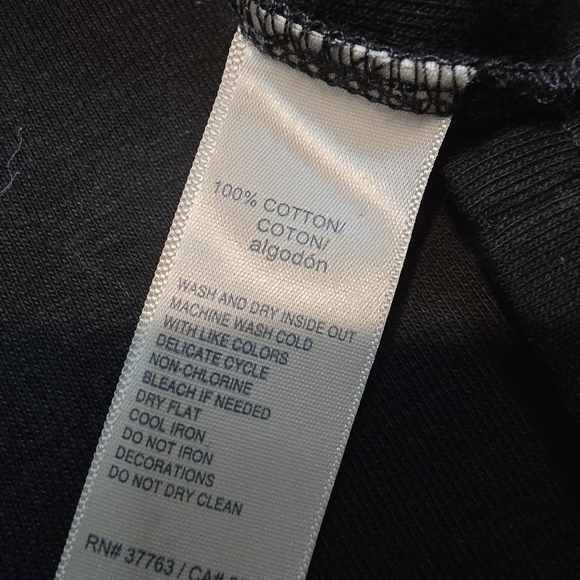 100% COTTON/
COTON/
algodón
WASH AND DRY INSIDE OUT
MACHINE WASH COLD
WITH LIKE COLORS
DELICATE CYCLE
NON-CHLORINE
BLEACH IF NEEDED
DRY FLAT
COOL IRON
DO NOT IRON
DECORATIONS
DO NOT DRY CLEAN
RN# 37763 / CA#